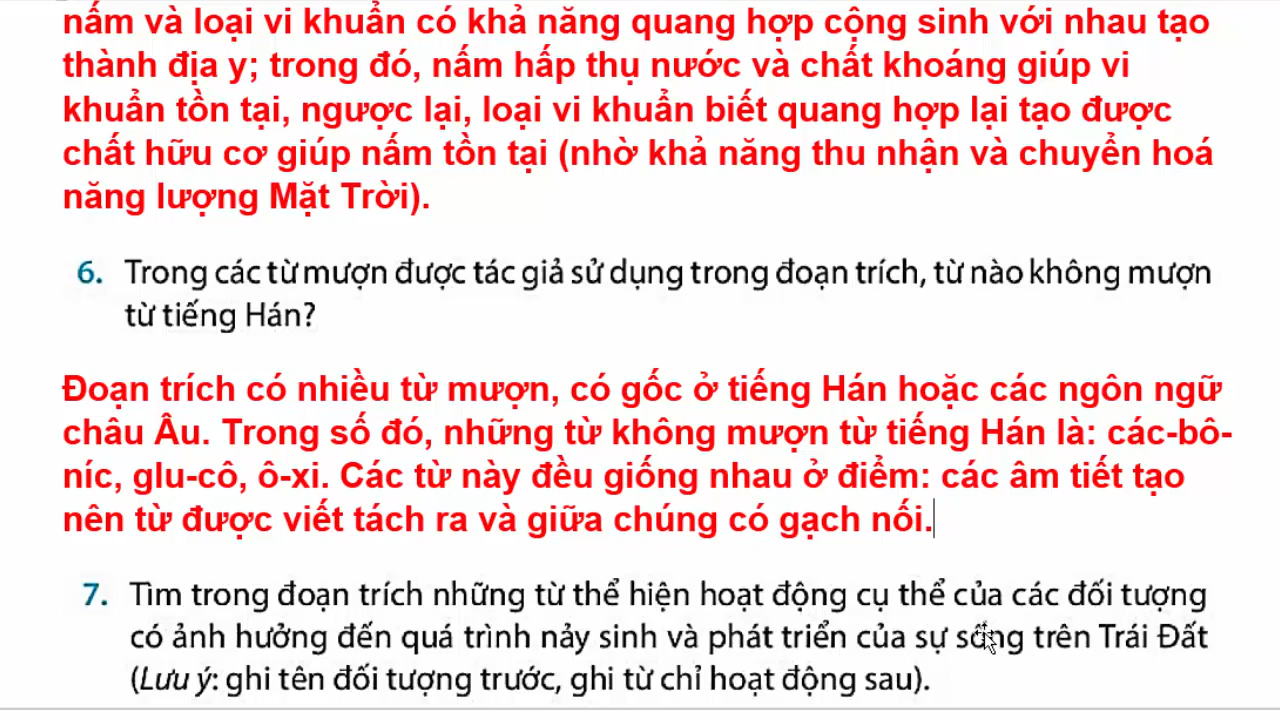 nấm và loại vi khuẩn có khả năng quang hợp cộng sinh với nhau tạo
thành địa y; trong đó, nấm hấp thụ nước và chất khoáng giúp vi
khuẩn tồn tại, ngược lại, loại vi khuẩn biết quang hợp lại tạo được
chất hữu cơ giúp nấm tồn tại (nhờ khả năng thu nhận và chuyển hoá
năng lượng Mặt Trời).
6. Trong các từ mượn được tác giả sử dụng trong đoạn trích, từ nào không mượn
từ tiếng Hán?
Đoạn trích có nhiều từ mượn, có gốc ở tiếng Hán hoặc các ngôn ngữ
châu Âu. Trong số đó, những từ không mượn từ tiếng Hán là: các-bô-
níc, glu-cô, ô-xi. Các từ này đều giống nhau ở điểm: các âm tiết tạo
nên từ được viết tách ra và giữa chúng có gạch nối.
7. Tìm trong đoạn trích những từ thể hiện hoạt động cụ thể của các đối tượng
có ảnh hưởng đến quá trình nảy sinh và phát triển của sự sống trên Trái Đất
(Lưu ý: ghi tên đối tượng trước, ghi từ chỉ hoạt động sau).